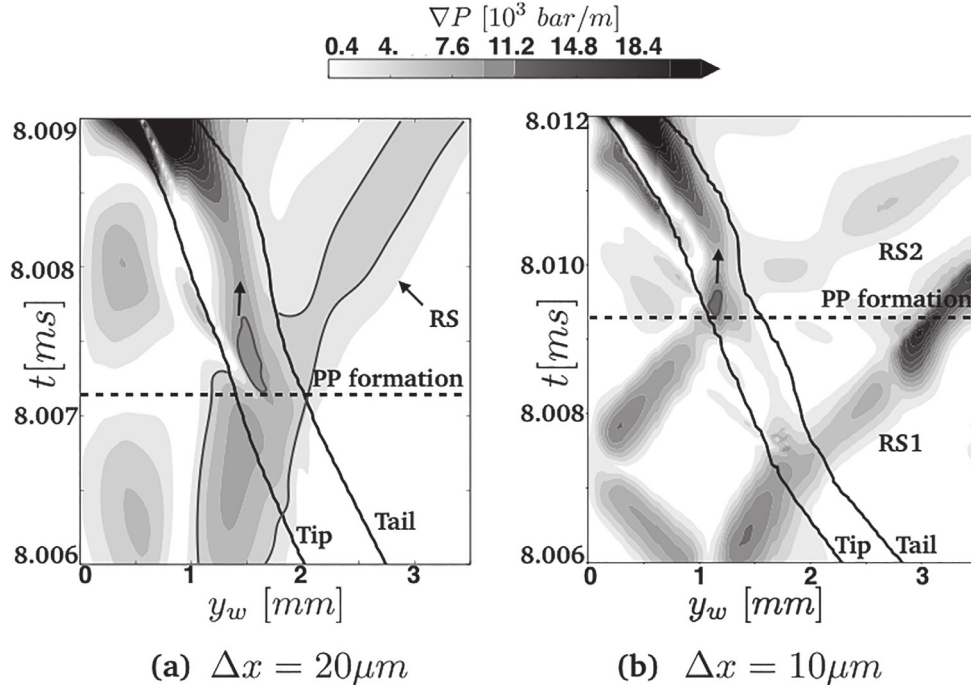 ∇P [10³ bar/m]
0.4 4. 7.6 11.2 14.8 18.4
8.009
8.008
8.007
8.006
t[ms]
RS
PP formation
Tip
Tail
0 1 2 3
y_w [mm]
(a) Δx = 20μm
8.012
8.010
8.008
8.006
t[ms]
RS2
PP formation
RS1
Tip
Tail
0 1 2 3
y_w [mm]
(b) Δx = 10μm